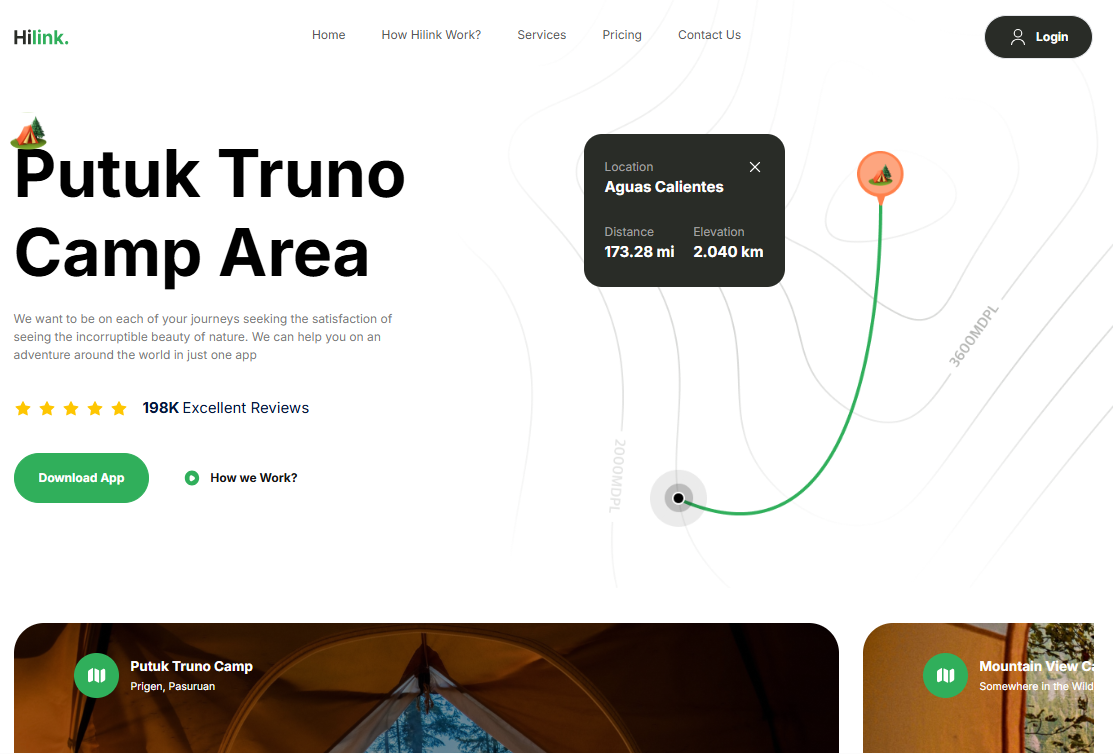 Hilink.
Home
How Hilink Work?
Services
Pricing
Contact Us
Login
Putuk Truno
Camp Area
We want to be on each of your journeys seeking the satisfaction of
seeing the incorruptible beauty of nature. We can help you on an
adventure around the world in just one app
198K Excellent Reviews
Download App
How we Work?
Location
Aguas Calientes
Distance
Elevation
173.28 mi
2.040 km
3600MDPL
2000MDPL
Putuk Truno Camp
Prigen, Pasuruan
Mountain View Ca
Somewhere in the Wild